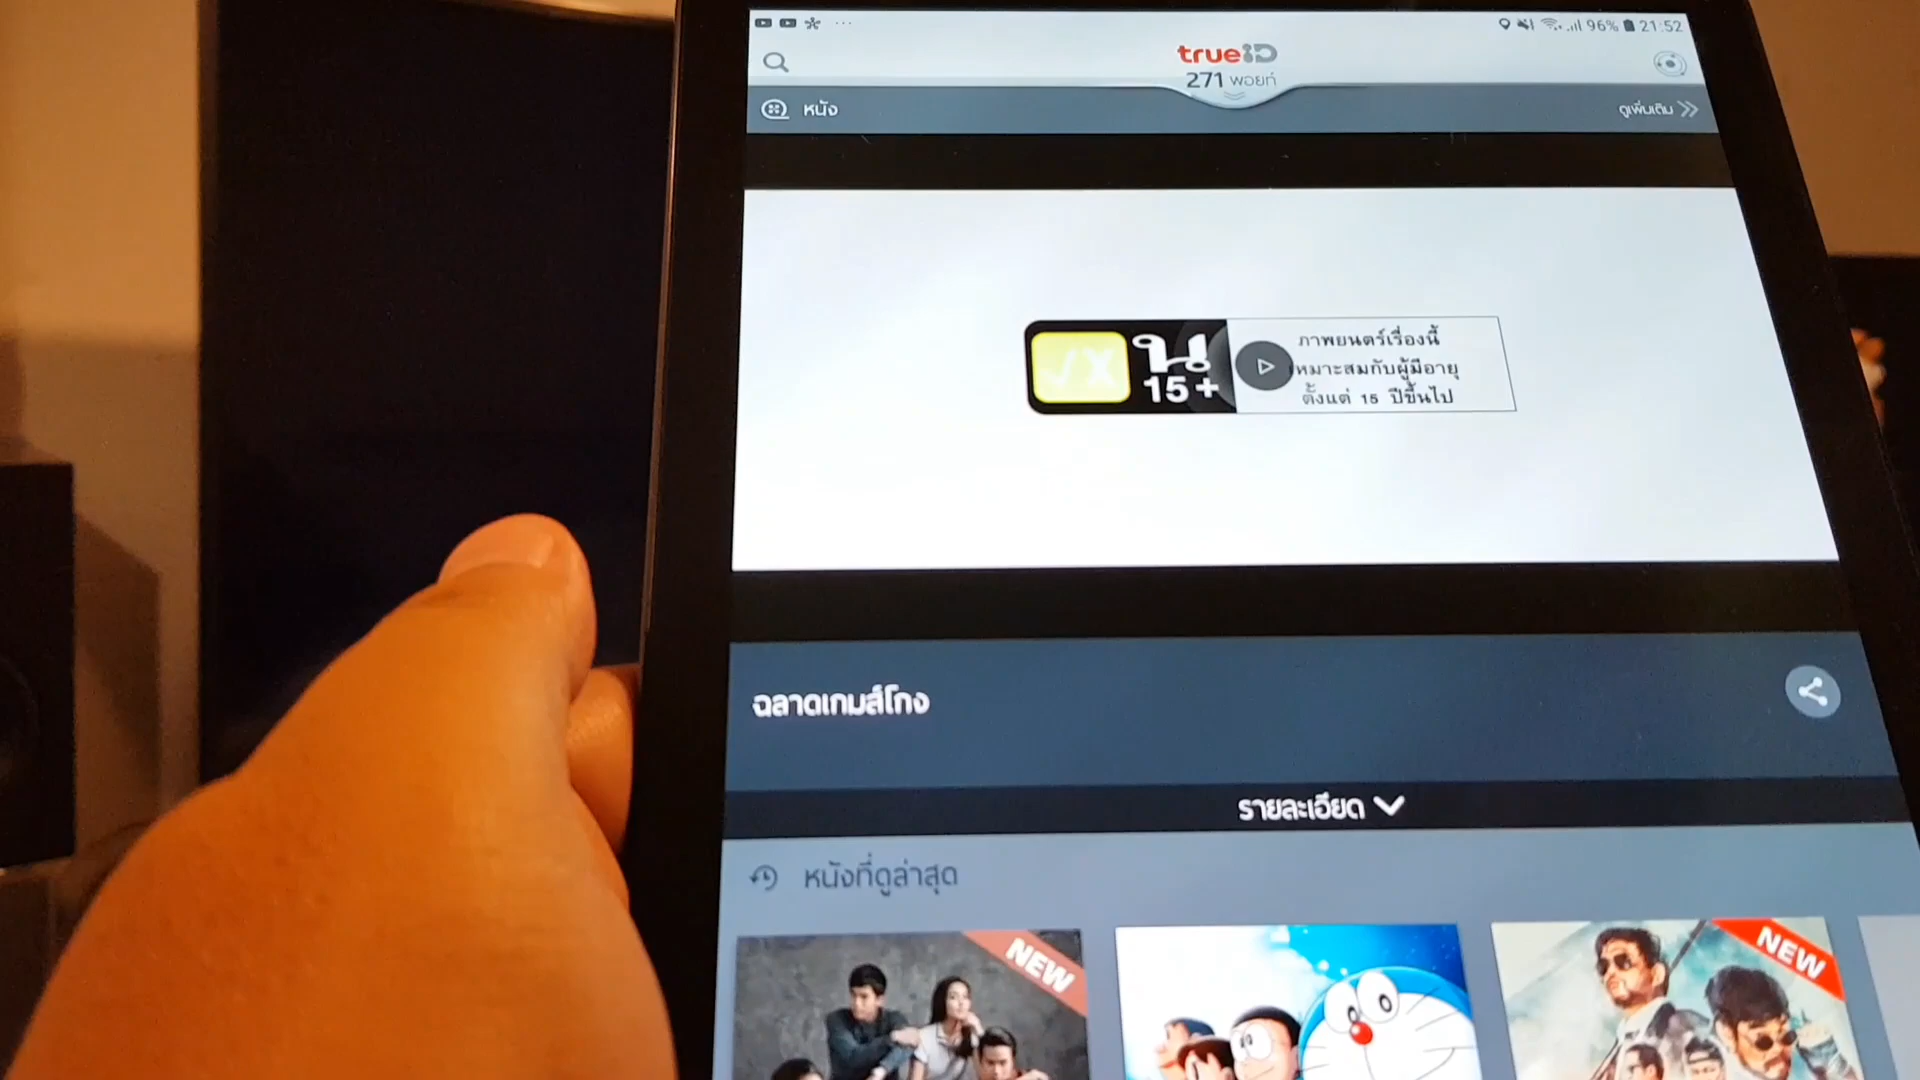 96% 21:52
trueiD
271 พอยท์
หนัง
ดูเพิ่มเติม
น
15+
ภาพยนตร์เรื่องนี้
เหมาะสมกับผู้มีอายุ
ตั้งแต่ 15 ปีขึ้นไป
ฉลาดเกมส์โกง
รายละเอียด
หนังที่ดูล่าสุด
NEW
NEW